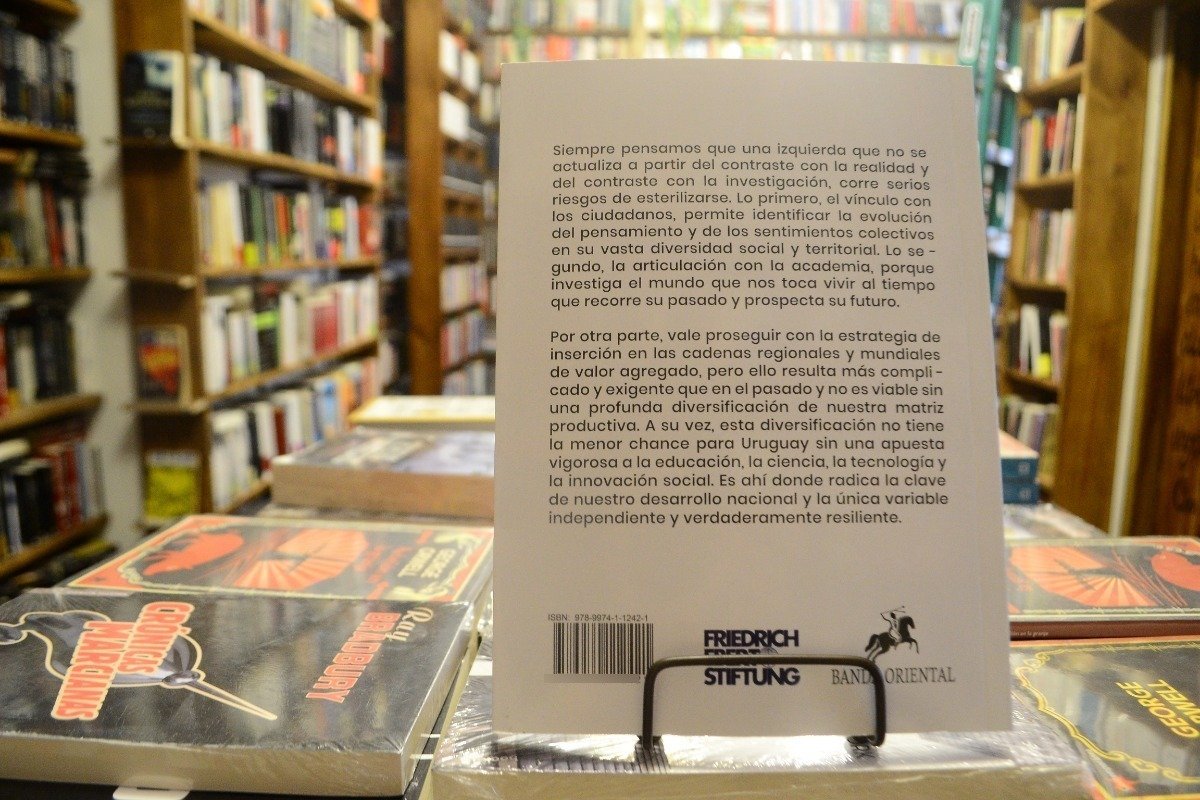 Siempre pensamos que una izquierda que no se
actualiza a partir del contraste con la realidad y
del contraste con la investigación, corre serios
riesgos de esterilizarse. Lo primero, el vínculo con
los ciudadanos, permite identificar la evolución
del pensamiento y de los sentimientos colectivos
en su vasta diversidad social y territorial. Lo se -
gundo, la articulación con la academia, porque
investiga el mundo que nos toca vivir al tiempo
que recorre su pasado y prospecta su futuro.
Por otra parte, vale proseguir con la estrategia de
inserción en las cadenas regionales y mundiales
de valor agregado, pero ello resulta más compli -
cado y exigente que en el pasado y no es viable sin
una profunda diversificación de nuestra matriz
productiva. A su vez, esta diversificación no tiene
la menor chance para Uruguay sin una apuesta
vigorosa a la educación, la ciencia, la tecnología y
la innovación social. Es ahí donde radica la clave
de nuestro desarrollo nacional y la única variable
independiente y verdaderamente resiliente.
ISBN: 978-9974-1-1242-1
FRIEDRICH
EBERT
STIFTUNG
BANDA ORIENTAL
CRÓNICAS
MARCIANAS
Ray
BRADBURY
GEORGE
ORWELL
GEORGE
ORWELL